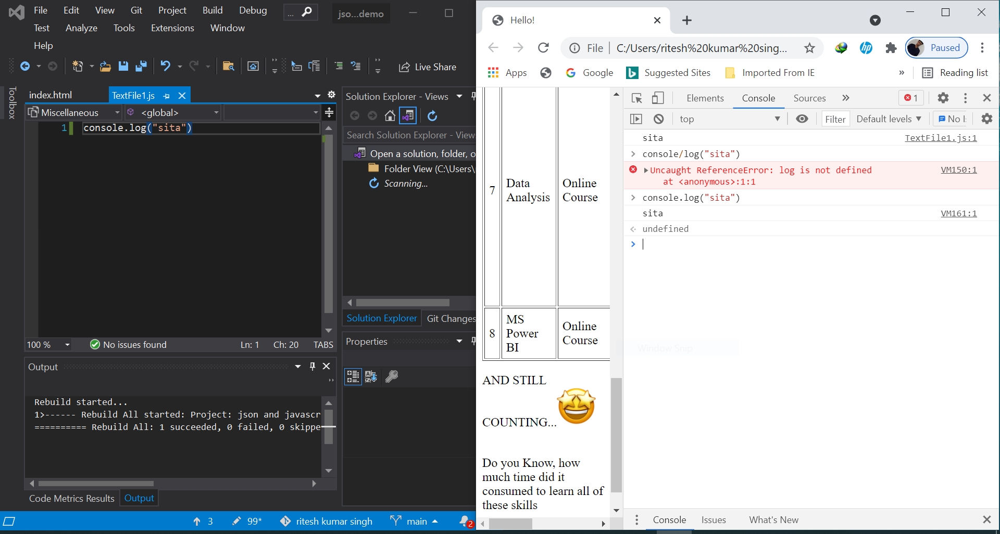 File Edit View Git Project Build Debug ... jso...demo
Test Analyze Tools Extensions Window
Help
Live Share
Toolbox
index.html TextFile1.js
Miscellaneous <global>
1 console.log("sita")
100 % No issues found Ln: 1 Ch: 20 TABS
Output
Rebuild started...
1>------ Rebuild All started: Project: json and javascr
========== Rebuild All: 1 succeeded, 0 failed, 0 skippe
Code Metrics Results Output
Solution Explorer - Views
Search Solution Explorer - View
Open a solution, folder, o
Folder View (C:\Users\
Scanning...
Solution Explorer Git Changes
Properties
3 99* ritesh kumar singh main 2
Hello!
File C:/Users/ritesh%20kumar%20sing... Paused
Apps Google Suggested Sites Imported From IE » Reading list
7 Data Analysis Online Course
8 MS Power BI Online Course
AND STILL
COUNTING...
Do you Know, how
much time did it
consumed to learn all of
these skills
Elements Console Sources 1
top Filter Default levels No I
sita TextFile1.js:1
console/log("sita")
Uncaught ReferenceError: log is not defined VM150:1
at <anonymous>:1:1
console.log("sita")
sita VM161:1
undefined
Window Snip
Console Issues What's New